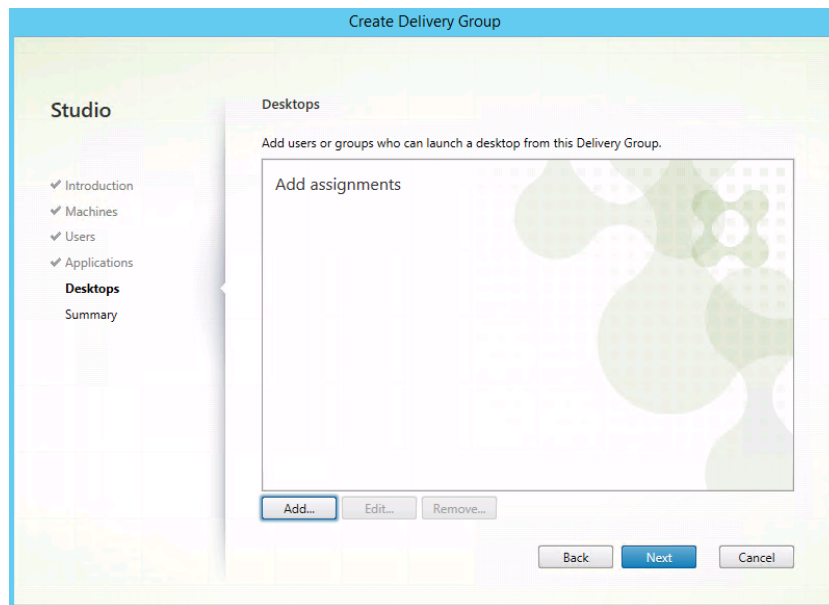 Create Delivery Group
Studio
Introduction
Machines
Users
Applications
Desktops
Summary
Desktops
Add users or groups who can launch a desktop from this Delivery Group.
Add assignments
Add... Edit... Remove...
Back Next Cancel